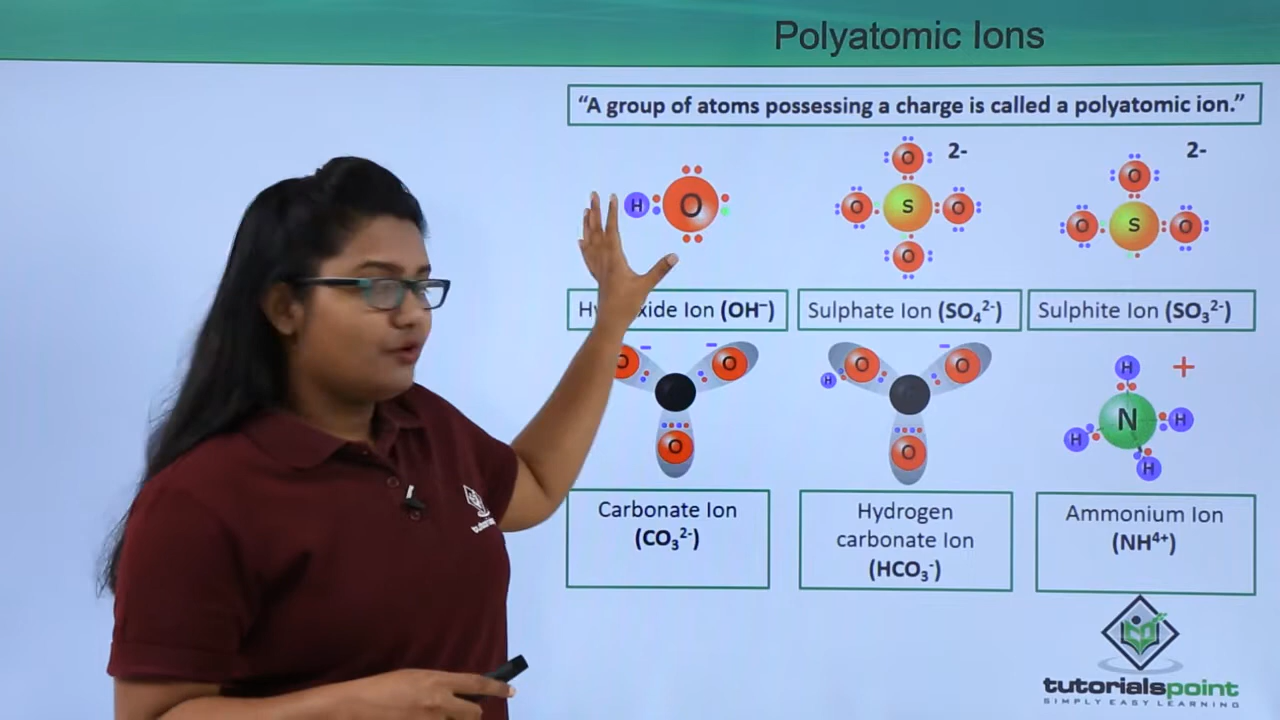 Polyatomic Ions
“A group of atoms possessing a charge is called a polyatomic ion.”
O 2- 2-
H O O S O O S O
O
O
Ion (OH⁻) Sulphate Ion (SO₄²⁻) Sulphite Ion (SO₃²⁻)
O ⁻ ⁻ O O ⁻ O H +
H N H
O O H H
Carbonate Ion
(CO₃²⁻)
Hydrogen
carbonate Ion
(HCO₃⁻)
Ammonium Ion
(NH⁴⁺)
tutorialspoint
SIMPLY EASY LEARNING